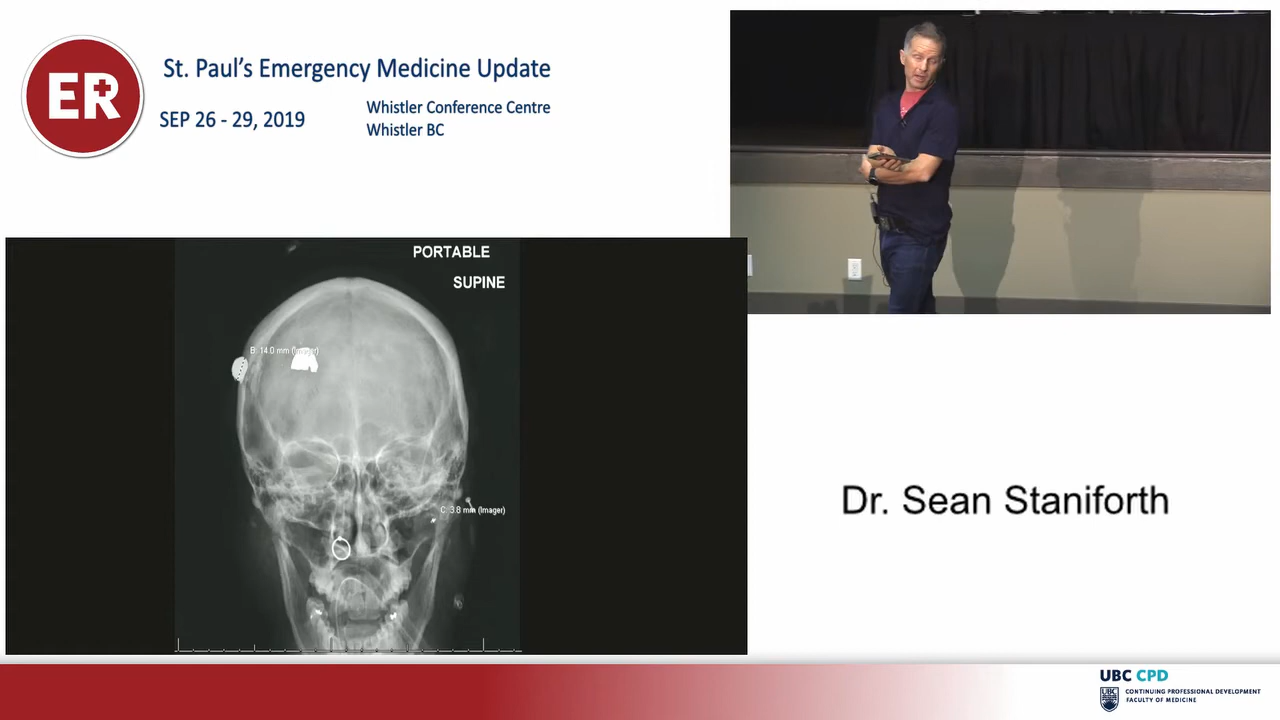 ER
St. Paul's Emergency Medicine Update
SEP 26 - 29, 2019
Whistler Conference Centre
Whistler BC
PORTABLE
SUPINE
B: 14.0 mm (Imager)
C: 3.8 mm (Imager)
Dr. Sean Staniforth
UBC CPD
UBC
CONTINUING PROFESSIONAL DEVELOPMENT
FACULTY OF MEDICINE